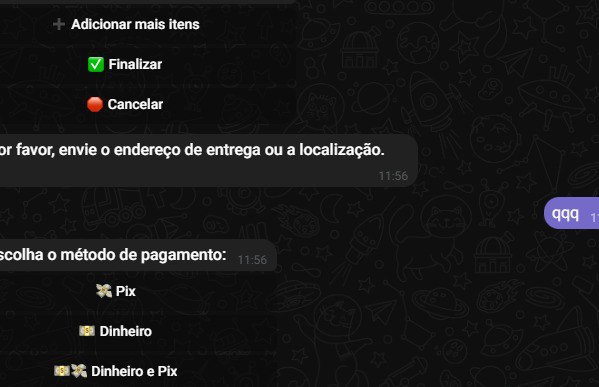 ➕ Adicionar mais itens
✅ Finalizar
🛑 Cancelar
or favor, envie o endereço de entrega ou a localização.
11:56
qqq
scolha o método de pagamento: 11:56
💸 Pix
💵 Dinheiro
💵💸 Dinheiro e Pix